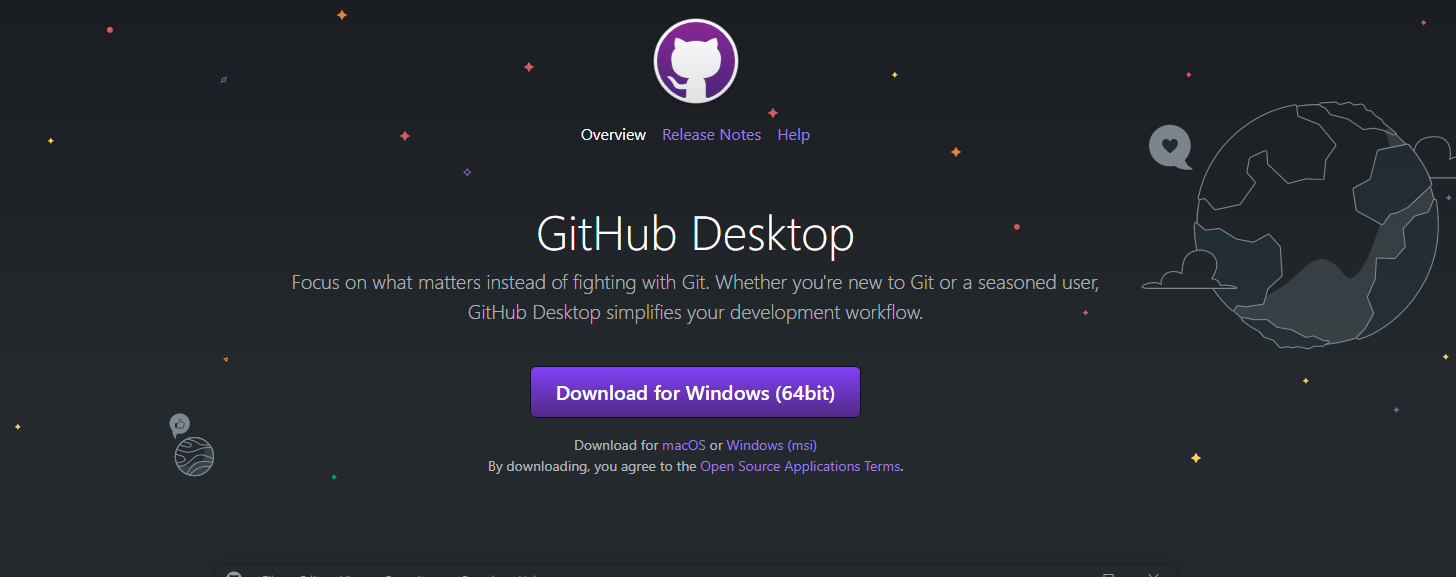 Overview Release Notes Help
GitHub Desktop
Focus on what matters instead of fighting with Git. Whether you're new to Git or a seasoned user,
GitHub Desktop simplifies your development workflow.
Download for Windows (64bit)
Download for macOS or Windows (msi)
By downloading, you agree to the Open Source Applications Terms.